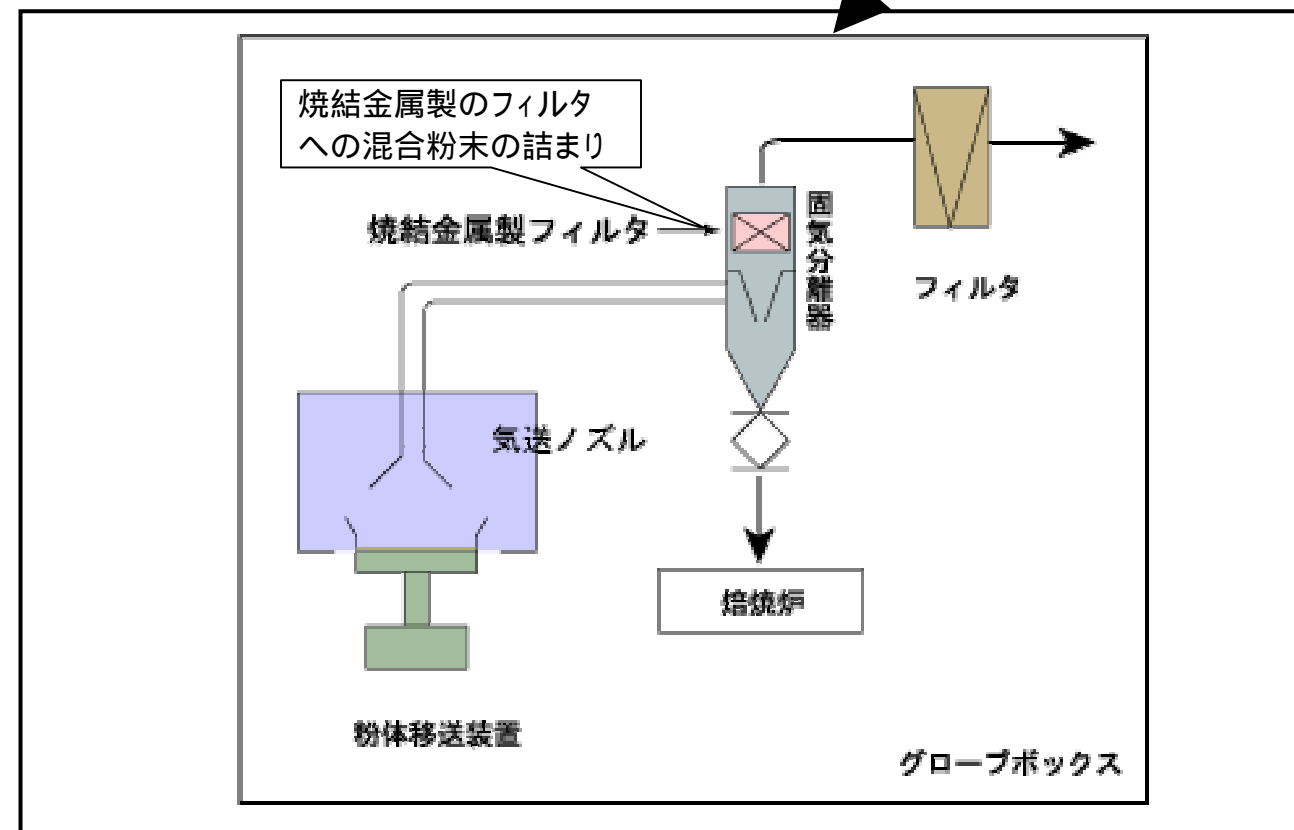 焼結金属製のフィルタ
への混合粉末の詰まり
焼結金属製フィルタ
固気分離器
フィルタ
気送ノズル
焙焼炉
粉体移送装置
グローブボックス